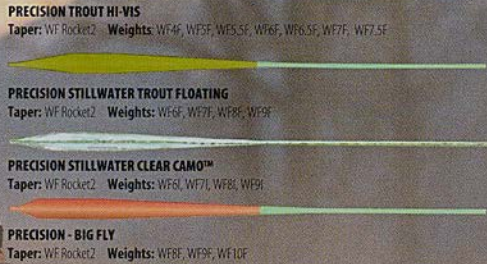 PRECISION TROUT HI-VIS
Taper: WF Rocket2 Weights: WF4F, WF5F, WF5.5F, WF6F, WF6.5F, WF7F, WF7.5F
PRECISION STILLWATER TROUT FLOATING
Taper: WF Rocket2 Weights: WF6F, WF7F, WF8F, WF9F
PRECISION STILLWATER CLEAR CAMO™
Taper: WF Rocket2 Weights: WF6I, WF7I, WF8I, WF9I
PRECISION - BIG FLY
Taper: WF Rocket2 Weights: WF8F, WF9F, WF10F